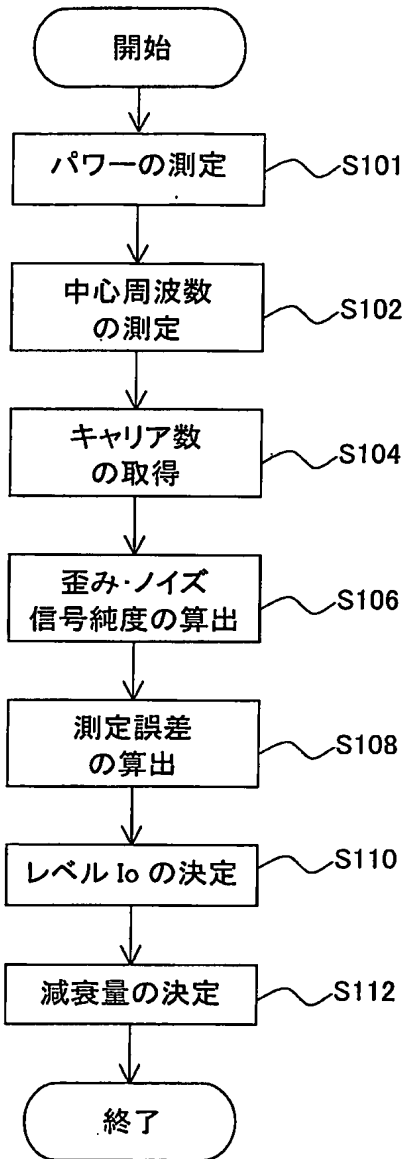 開始
パワーの測定
S101
中心周波数
の測定
S102
キャリア数
の取得
S104
歪み・ノイズ
信号純度の算出
S106
測定誤差
の算出
S108
レベル Io の決定
S110
減衰量の決定
S112
終了